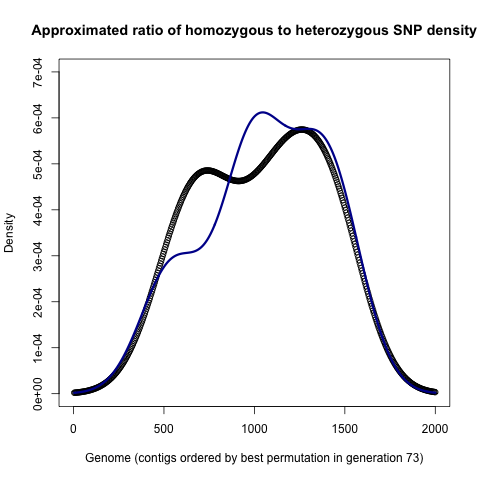 Approximated ratio of homozygous to heterozygous SNP density
7e-04
6e-04
5e-04
4e-04
3e-04
2e-04
1e-04
0e+00
Density
0 500 1000 1500 2000
Genome (contigs ordered by best permutation in generation 73)